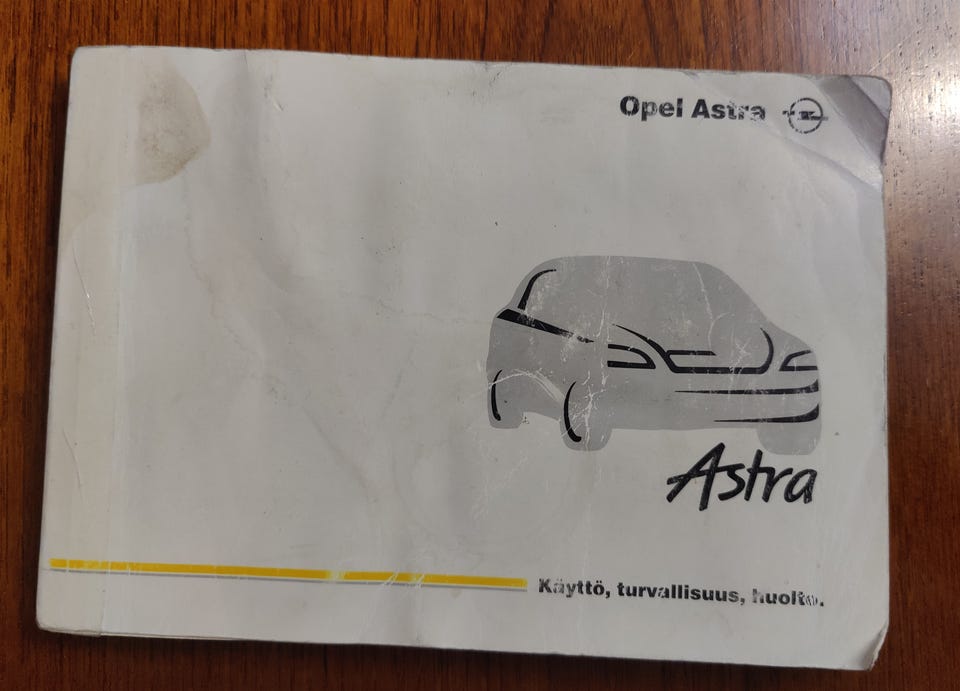 Opel Astra
Astra
Käyttö, turvallisuus, huolto.